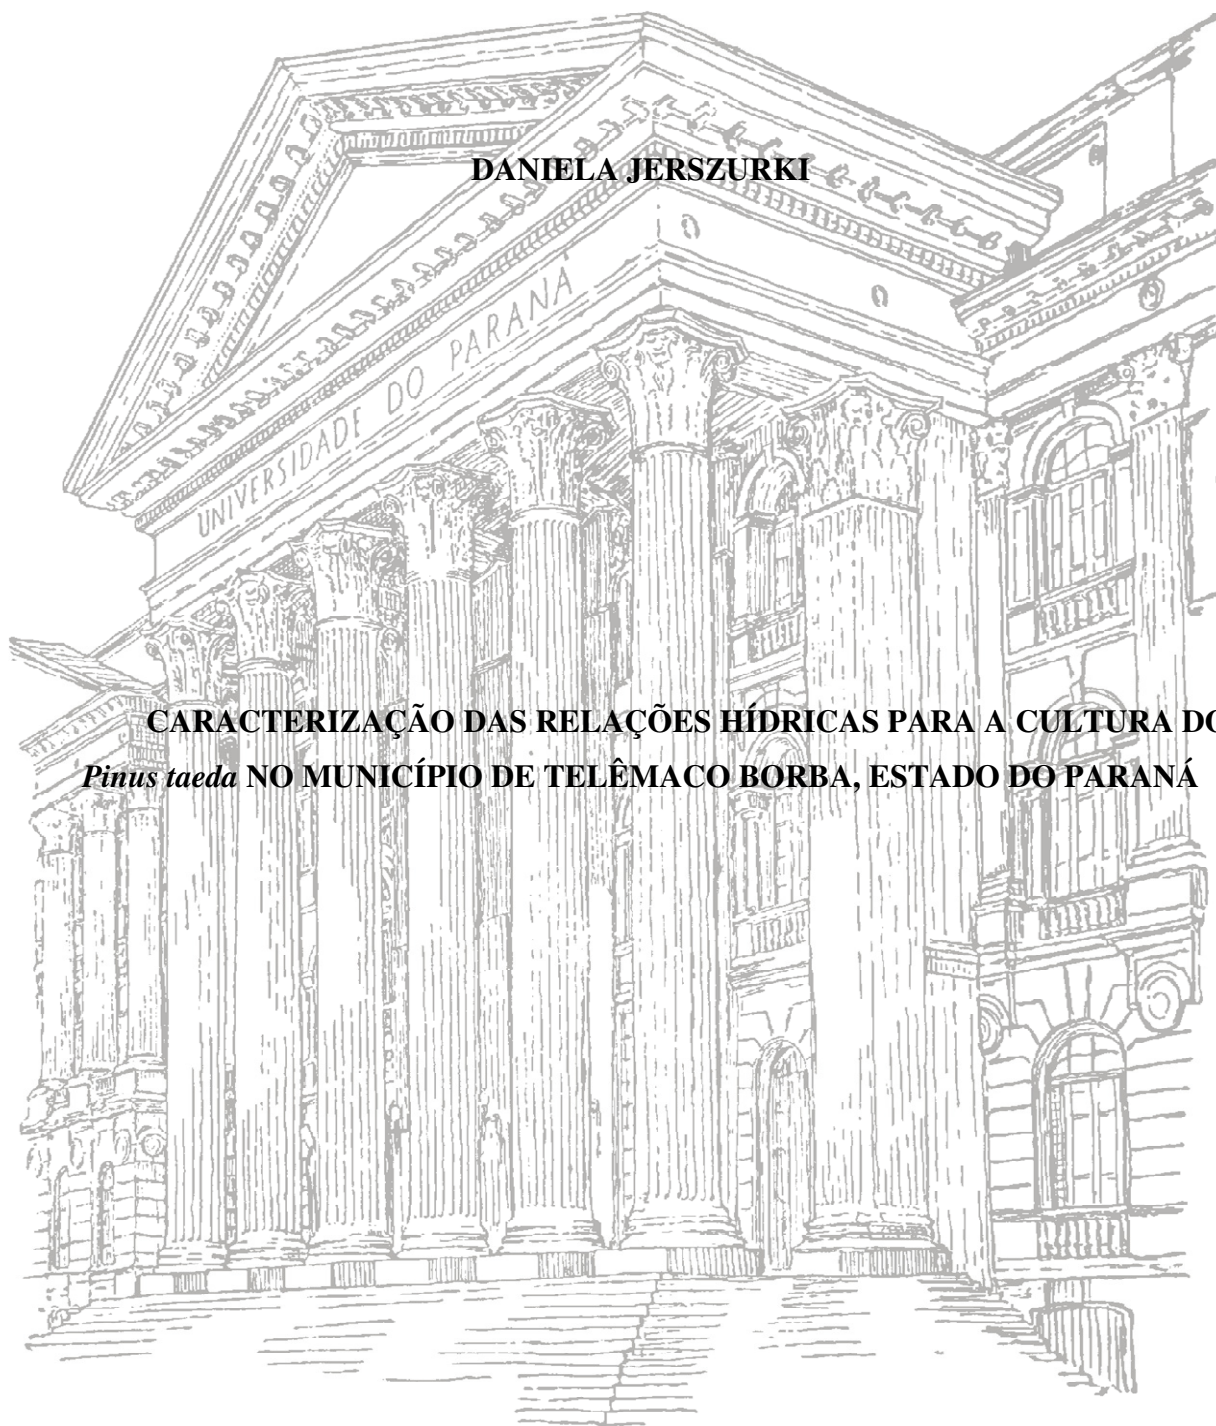 DANIELA JERSZURKI
UNIVERSIDADE DO PARANÁ
CARACTERIZAÇÃO DAS RELAÇÕES HÍDRICAS PARA A CULTURA DO
Pinus taeda NO MUNICÍPIO DE TELÊMACO BORBA, ESTADO DO PARANÁ